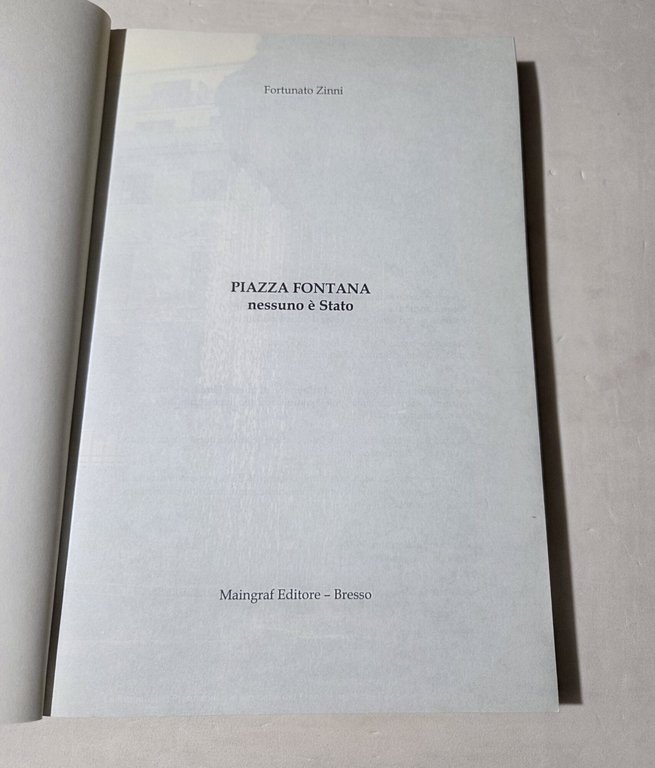 Fortunato Zinni
PIAZZA FONTANA
nessuno è Stato
Maingraf Editore – Bresso